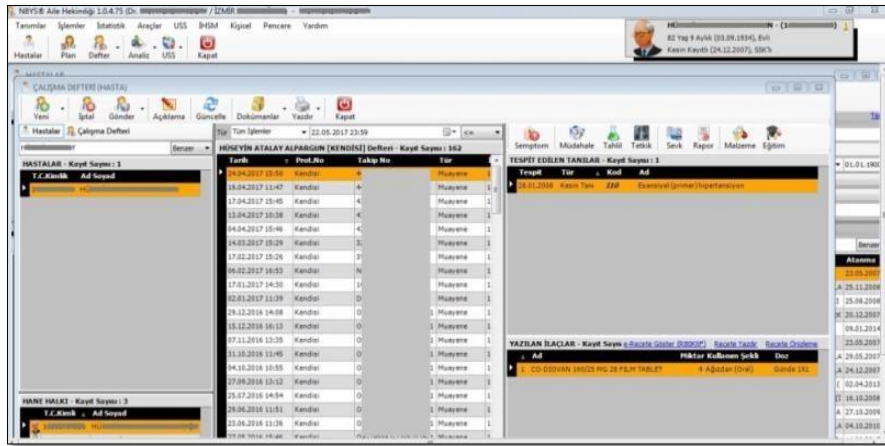 NBYS® Aile Hekimliği 1.0.4.75 (Dr. / İZMİR
Tanımlar İşlemler İstatistik Araçlar USS İHSM Kişisel Pencere Yardım
Hastalar Plan Defter Analiz USS Kapat
82 Yaş 9 Aylık (03.09.1934), Evli
Kesin Kayıtlı (24.12.2007), SSK'lı
HASTALAR
ÇALIŞMA DEFTERİ (HASTA)
Yeni İptal Gönder Açıklama Güncelle Dokümanlar Yazdır Kapat
Hastalar Çalışma Defteri
Tür Tüm İşlemler 22.05.2017 23:59 <=
Semptom Müdahale Tahlil Tetkik Sevk Rapor Malzeme Eğitim
Benzer
HASTALAR - Kayıt Sayısı : 1
T.C.Kimlik Ad Soyad
HÜSEYİN ATALAY ALPARGUN [KENDİSİ] Defteri - Kayıt Sayısı : 162
Tarih Prot.No Takip No Tür
24.04.2017 15:50 Kendisi Muayene
19.04.2017 11:47 Kendisi Muayene
17.04.2017 15:45 Kendisi Muayene
13.04.2017 10:38 Kendisi Muayene
04.04.2017 15:46 Kendisi Muayene
14.03.2017 15:29 Kendisi Muayene
17.02.2017 15:26 Kendisi Muayene
06.02.2017 16:53 Kendisi Muayene
17.01.2017 14:30 Kendisi Muayene
02.01.2017 11:39 Kendisi Muayene
29.12.2016 14:08 Kendisi Muayene
15.12.2016 16:13 Kendisi Muayene
07.11.2016 13:35 Kendisi Muayene
31.10.2016 11:45 Kendisi Muayene
04.10.2016 10:55 Kendisi Muayene
27.09.2016 13:12 Kendisi Muayene
25.07.2016 14:54 Kendisi Muayene
29.06.2016 11:51 Kendisi Muayene
23.06.2016 11:36 Kendisi Muayene
TESPİT EDİLEN TANILAR - Kayıt Sayısı : 1
Tespit Tür Kod Ad
28.01.2008 Kesin Tanı I10 Esansiyel (primer) hipertansiyon
YAZILAN İLAÇLAR - Kayıt Sayısı e-Reçete Göster Reçete Yazdır Reçete Önizleme
Ad Miktar Kullanım Şekli Doz
1 CO-DIOVAN 160/25 MG 28 FILM TABLET 4 Ağızdan (Oral) Günde 1X1
HANE HALKI - Kayıt Sayısı : 3
T.C.Kimlik Ad Soyad
01.01.1900
Benzer
Atanma
23.05.2007
25.11.2008
25.08.2008
20.12.2007
09.01.2014
23.05.2007
29.05.2007
24.12.2007
02.04.2013
16.10.2008
27.10.2009
04.10.2010